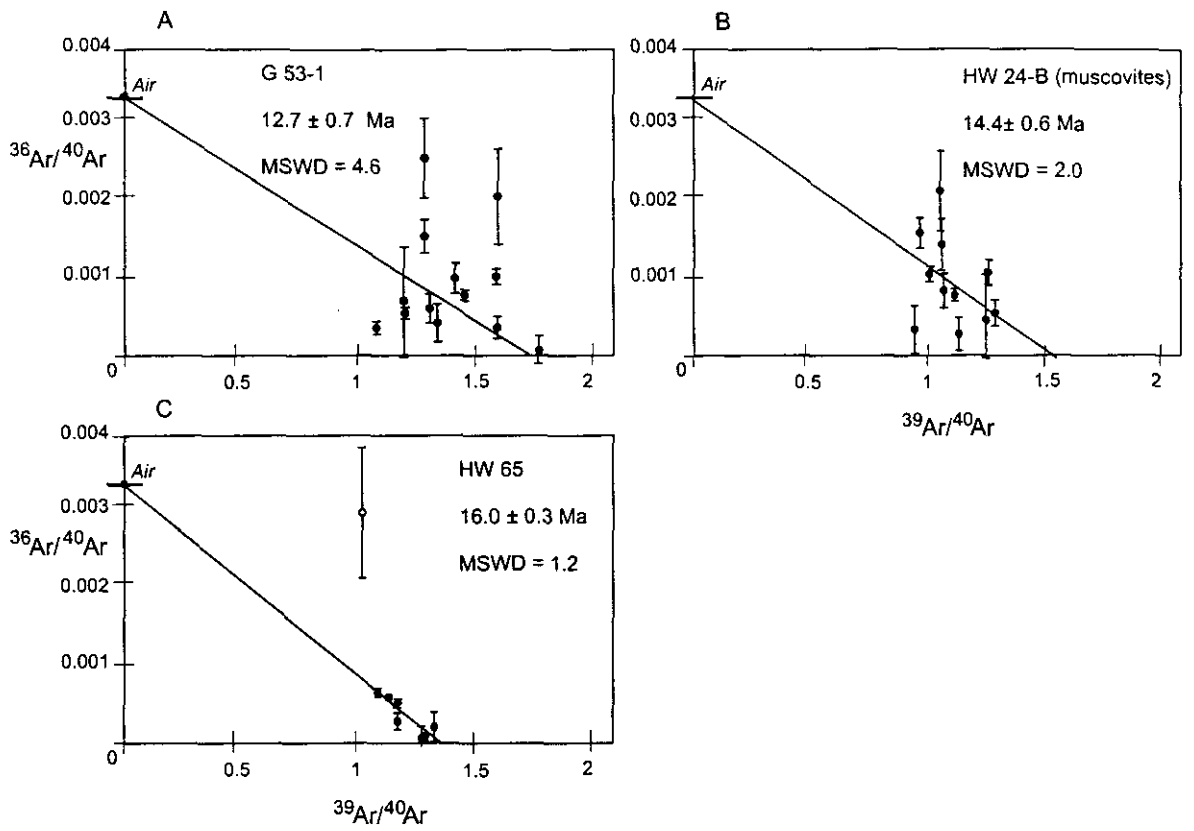 A
0.004
Air
G 53-1
0.003
12.7 ± 0.7 Ma
³⁶Ar/⁴⁰Ar
MSWD = 4.6
0.002
0.001
0
0 0.5 1 1.5 2
B
0.004
Air
HW 24-B (muscovites)
0.003
14.4± 0.6 Ma
MSWD = 2.0
0.002
0.001
0
0 0.5 1 1.5 2
³⁹Ar/⁴⁰Ar
C
0.004
Air
HW 65
0.003
16.0 ± 0.3 Ma
³⁶Ar/⁴⁰Ar
MSWD = 1.2
0.002
0.001
0
0.5 1 1.5 2
³⁹Ar/⁴⁰Ar